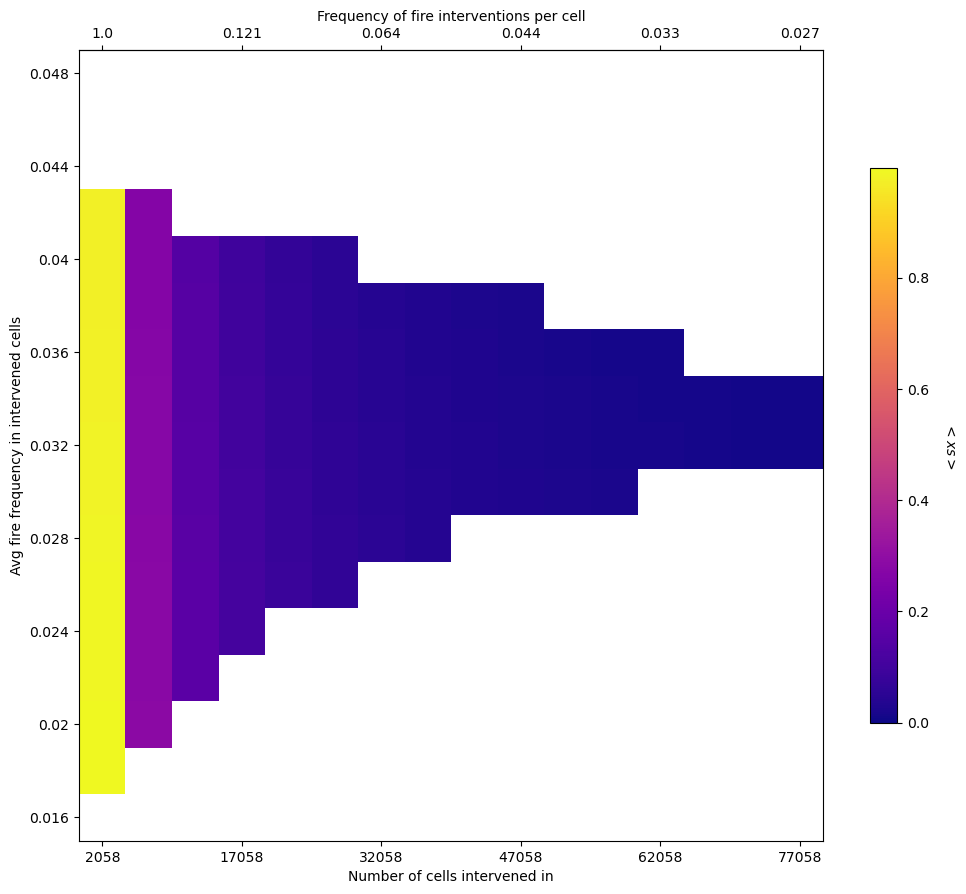 Frequency of fire interventions per cell
1.0 0.121 0.064 0.044 0.033 0.027
Avg fire frequency in intervened cells
0.048
0.044
0.04
0.036
0.032
0.028
0.024
0.02
0.016
2058 17058 32058 47058 62058 77058
Number of cells intervened in
0.8
0.6
0.4
0.2
0.0
< sx >